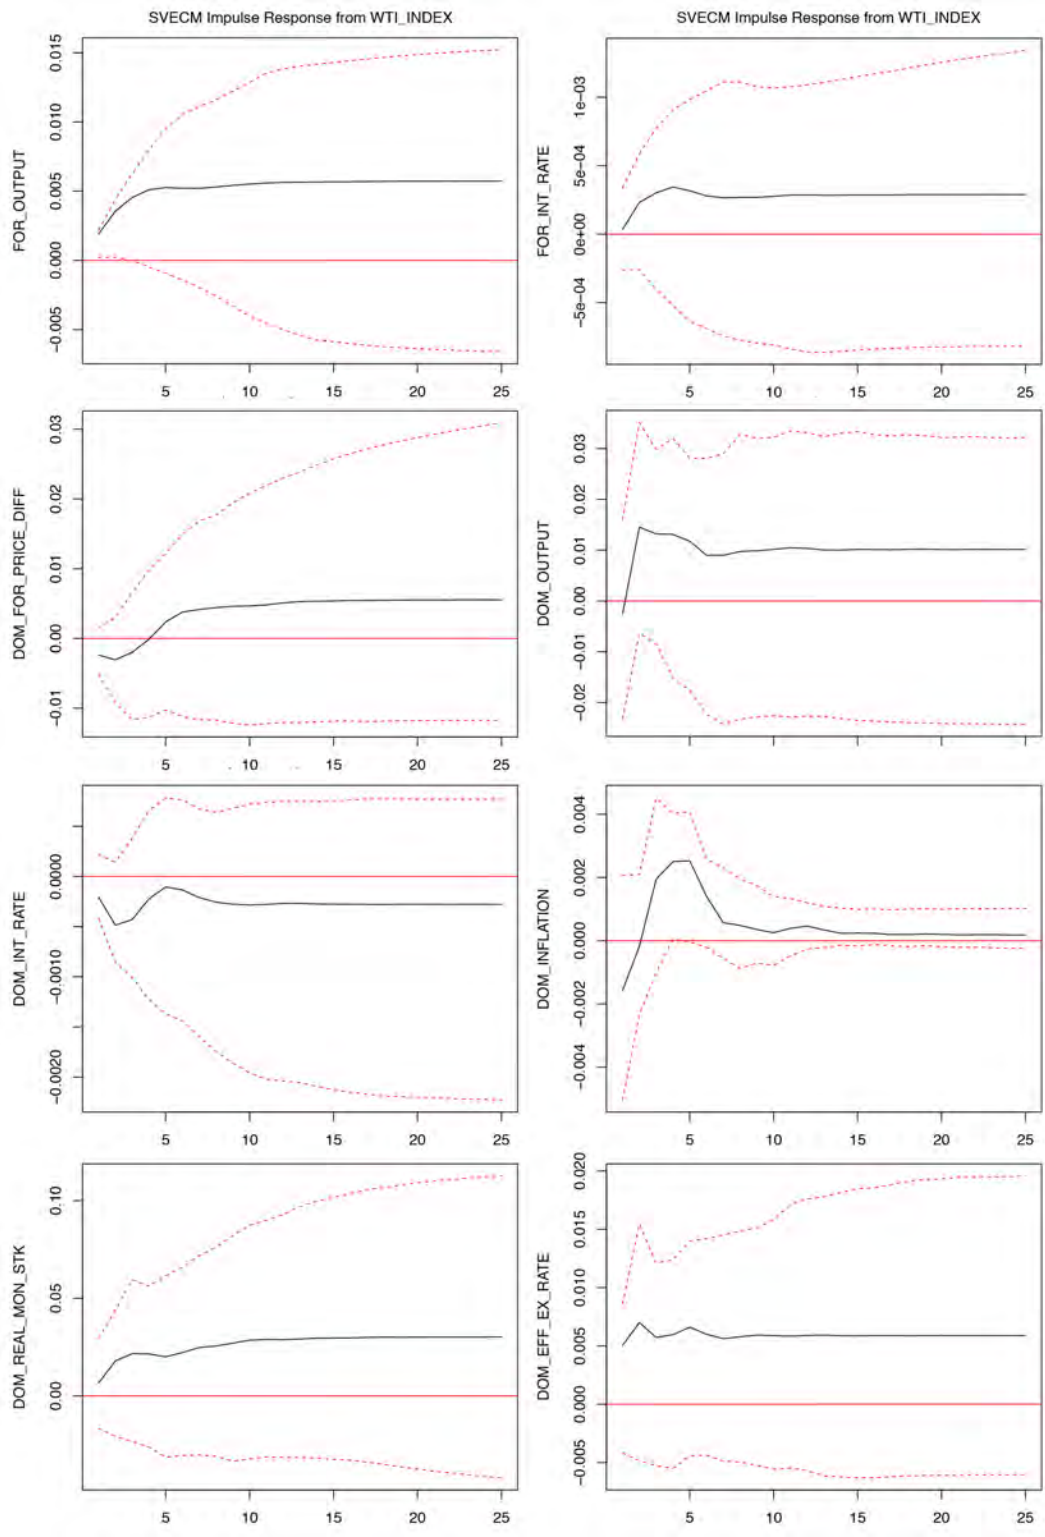 SVECM Impulse Response from WTI_INDEX
SVECM Impulse Response from WTI_INDEX
FOR_OUTPUT
0.015
0.010
0.005
0.000
−0.005
5 10 15 20 25
FOR_INT_RATE
1e−03
5e−04
0e+00
−5e−04
5 10 15 20 25
DOM_FOR_PRICE_DIFF
0.03
0.02
0.01
0.00
−0.01
5 10 15 20 25
DOM_OUTPUT
0.03
0.02
0.01
0.00
−0.01
−0.02
5 10 15 20 25
DOM_INT_RATE
0.0000
−0.0010
−0.0020
5 10 15 20 25
DOM_INFLATION
0.004
0.002
0.000
−0.002
−0.004
5 10 15 20 25
DOM_REAL_MON_STK
0.10
0.05
0.00
5 10 15 20 25
DOM_EFF_EX_RATE
0.020
0.015
0.010
0.005
0.000
−0.005
5 10 15 20 25